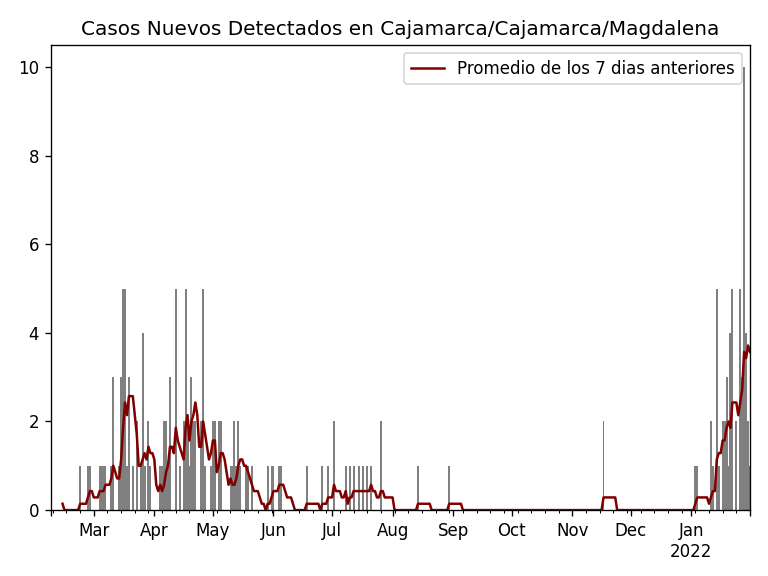 Casos Nuevos Detectados en Cajamarca/Cajamarca/Magdalena
Promedio de los 7 dias anteriores
10
8
6
4
2
0
Mar Apr May Jun Jul Aug Sep Oct Nov Dec Jan
2022